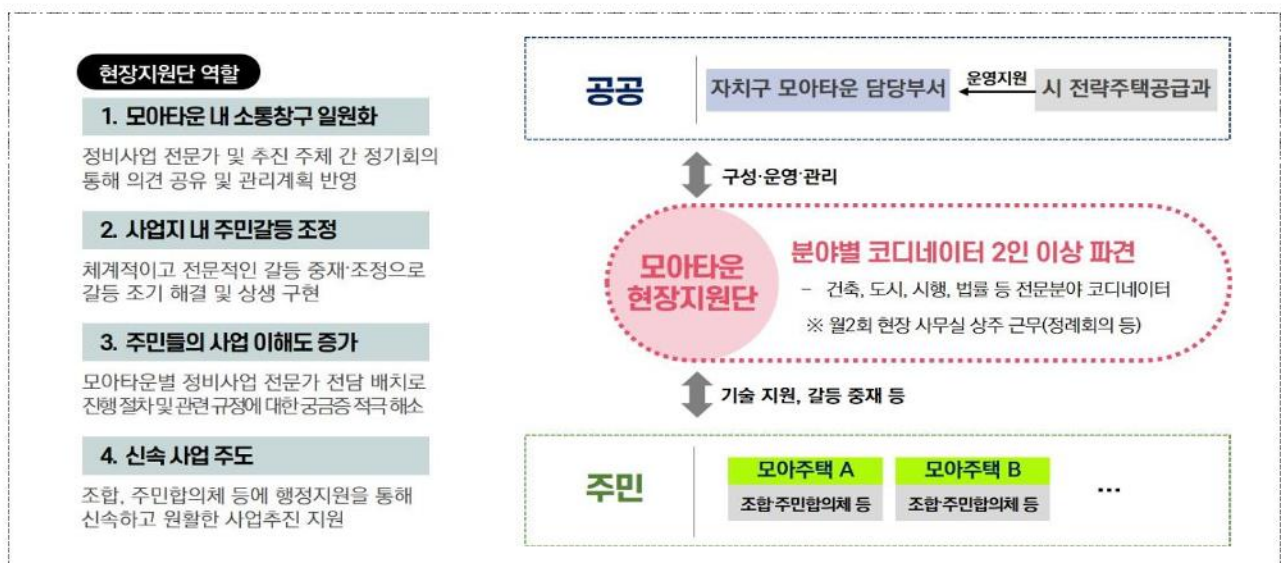 현장지원단 역할
1. 모아타운 내 소통창구 일원화
정비사업 전문가 및 추진 주체 간 정기회의
통해 의견 공유 및 관리계획 반영
2. 사업지 내 주민갈등 조정
체계적이고 전문적인 갈등 중재·조정으로
갈등 조기 해결 및 상생 구현
3. 주민들의 사업 이해도 증가
모아타운별 정비사업 전문가 전담 배치로
진행 절차 및 관련 규정에 대한 궁금증 적극 해소
4. 신속 사업 주도
조합, 주민합의체 등에 행정지원을 통해
신속하고 원활한 사업추진 지원
공공
자치구 모아타운 담당부서
운영지원
시 전략주택공급과
구성·운영·관리
모아타운
현장지원단
분야별 코디네이터 2인 이상 파견
- 건축, 도시, 시행, 법률 등 전문분야 코디네이터
※ 월2회 현장 사무실 상주 근무(정례회의 등)
기술 지원, 갈등 중재 등
주민
모아주택 A
조합·주민합의체 등
모아주택 B
조합·주민합의체 등
...